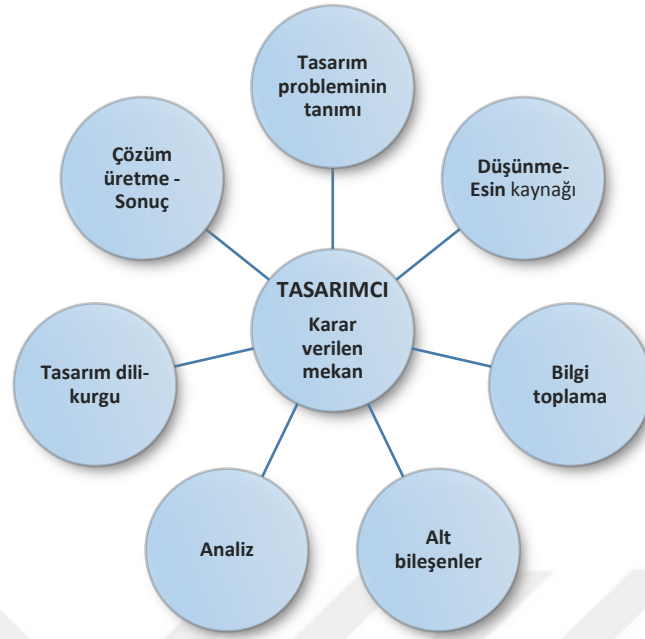 Tasarım
probleminin
tanımı
Düşünme-
Esin kaynağı
Bilgi
toplama
Alt
bileşenler
Analiz
Tasarım dili-
kurgu
Çözüm
üretme -
Sonuç
TASARIMCI
Karar
verilen
mekan